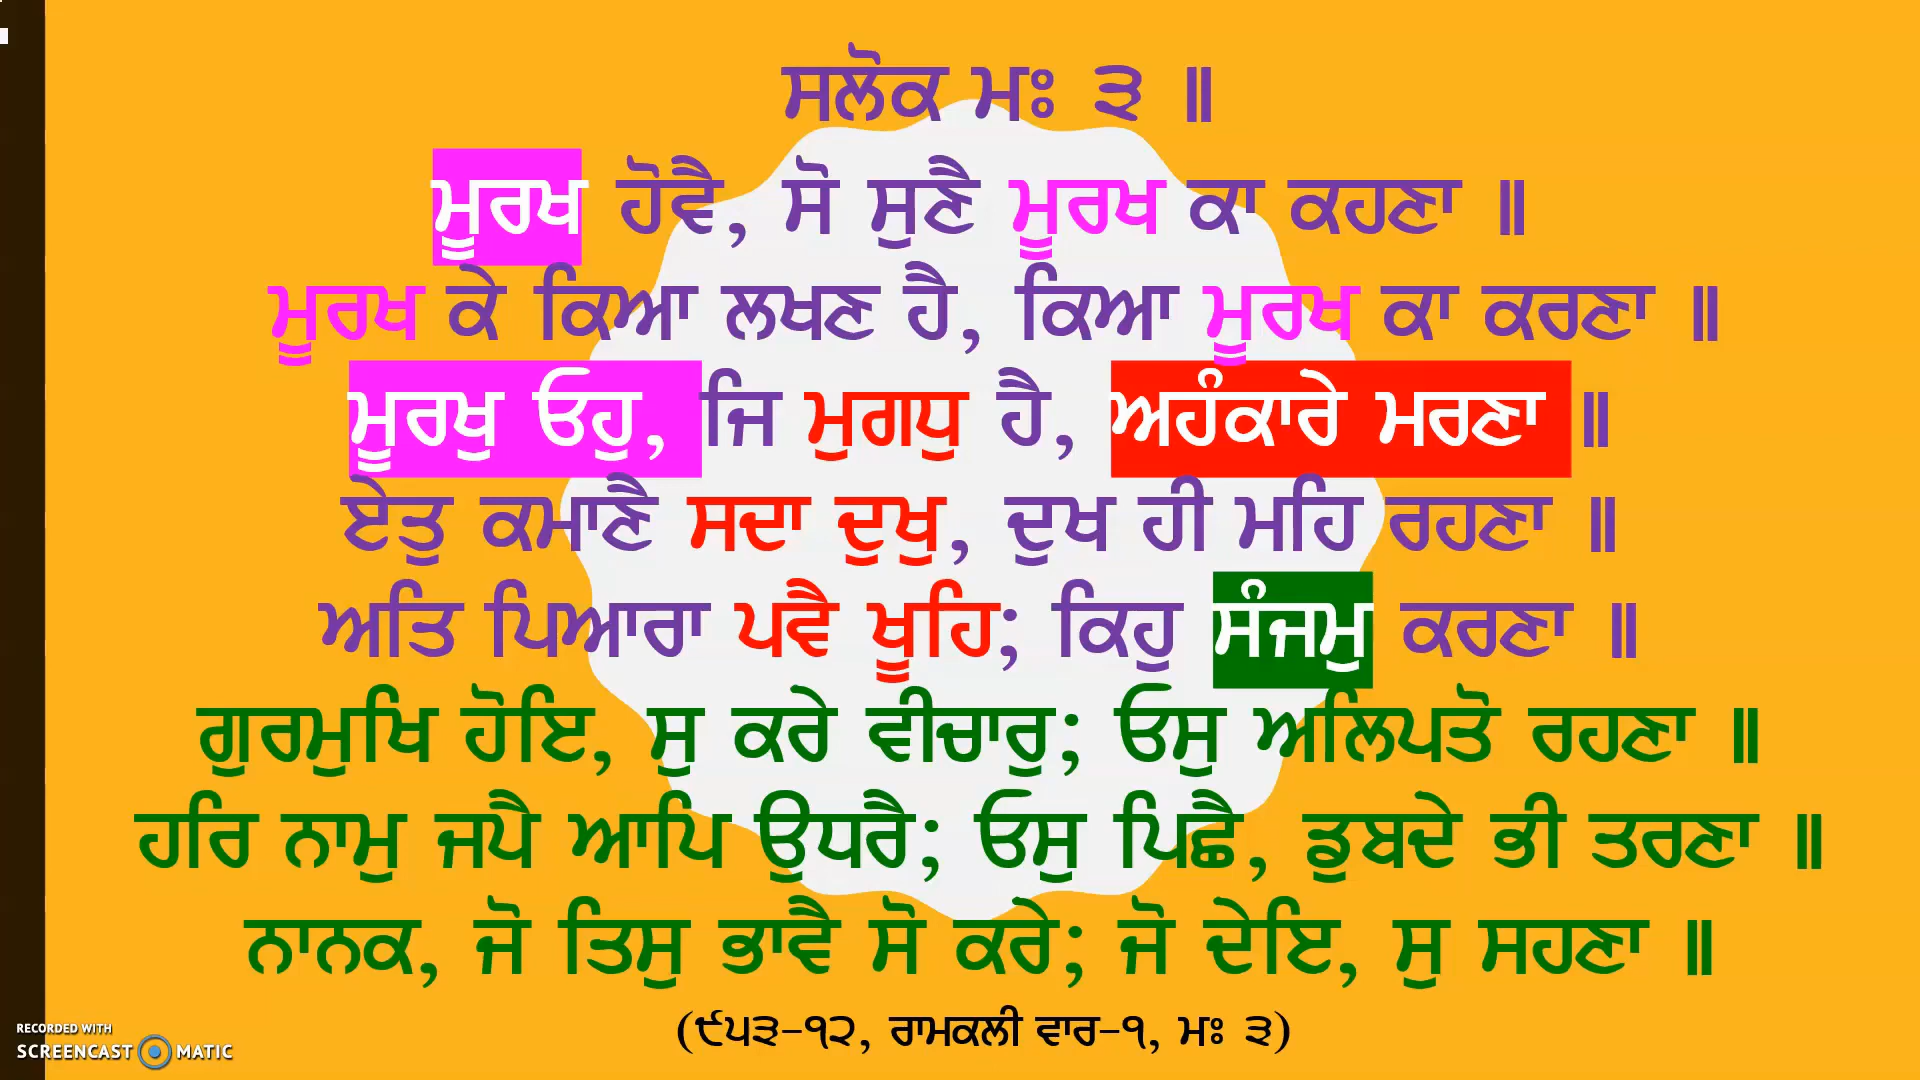 ਸਲੋਕ ਮਃ ੩ ॥
ਮੂਰਖ ਹੋਵੈ, ਸੋ ਸੁਣੈ ਮੂਰਖ ਕਾ ਕਹਣਾ ॥
ਮੂਰਖ ਕੇ ਕਿਆ ਲਖਣ ਹੈ, ਕਿਆ ਮੂਰਖ ਕਾ ਕਰਣਾ ॥
ਮੂਰਖੁ ਓਹੁ, ਜਿ ਮੁਗਧੁ ਹੈ, ਅਹੰਕਾਰੇ ਮਰਣਾ ॥
ਏਤੁ ਕਮਾਣੈ ਸਦਾ ਦੁਖੁ, ਦੁਖ ਹੀ ਮਹਿ ਰਹਣਾ ॥
ਅਤਿ ਪਿਆਰਾ ਪਵੈ ਖੂਹਿ; ਕਿਹੁ ਸੰਜਮੁ ਕਰਣਾ ॥
ਗੁਰਮੁਖਿ ਹੋਇ, ਸੁ ਕਰੇ ਵੀਚਾਰੁ; ਓਸੁ ਅਲਿਪਤੋ ਰਹਣਾ ॥
ਹਰਿ ਨਾਮੁ ਜਪੈ ਆਪਿ ਉਧਰੈ; ਓਸੁ ਪਿਛੈ, ਡੁਬਦੇ ਭੀ ਤਰਣਾ ॥
ਨਾਨਕ, ਜੋ ਤਿਸੁ ਭਾਵੈ ਸੋ ਕਰੇ; ਜੋ ਦੇਇ, ਸੁ ਸਹਣਾ ॥
(੯੫੩-੧੨, ਰਾਮਕਲੀ ਵਾਰ-੧, ਮਃ ੩)
RECORDED WITH
SCREENCAST MATIC